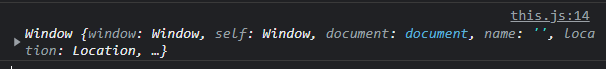 this.js:14
Window {window: Window, self: Window, document: document, name: '', loca
tion: Location, …}